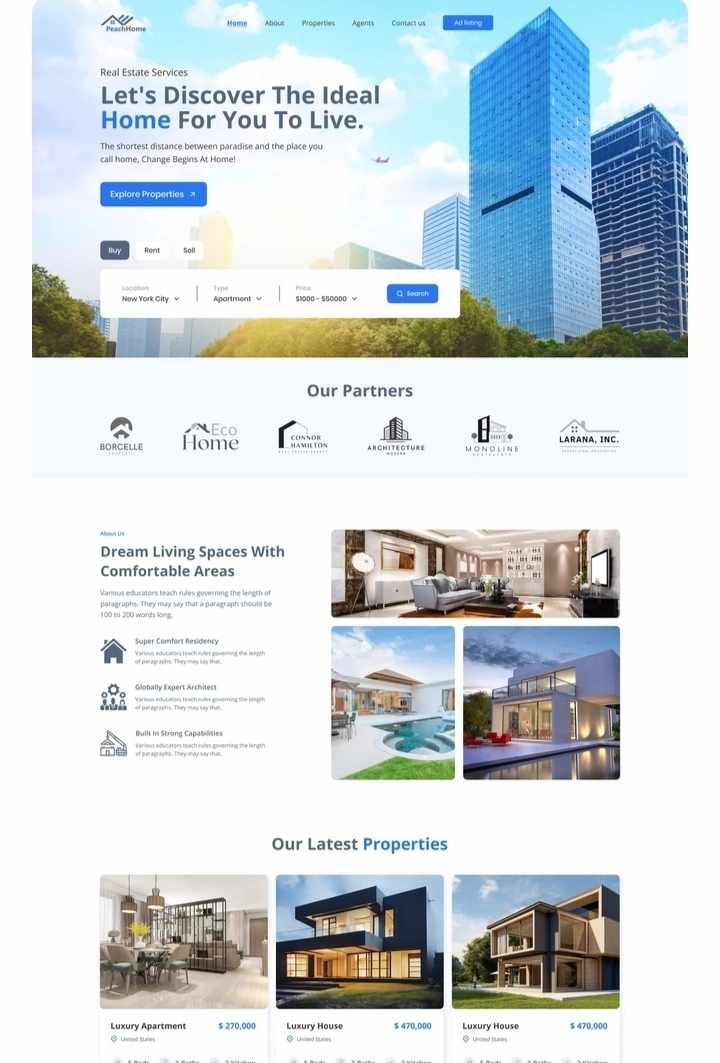 PeachHome
Home About Properties Agents Contact us Ad listing
Real Estate Services
Let's Discover The Ideal
Home For You To Live.
The shortest distance between paradise and the place you
call home, Change Begins At Home!
Explore Properties
Buy Rent Sell
Location Type Price
New York City Apartment $1000 - $50000 Search
Our Partners
BORCELLE
Eco
Home
CONNOR
HAMILTON
REAL ESTATE AGENCY
ARCHITECTURE
MODERN
MONOLINE
REALESTATE
LARANA, INC.
About Us
Dream Living Spaces With
Comfortable Areas
Various educators teach rules governing the length of
paragraphs. They may say that a paragraph should be
100 to 200 words long,
Super Comfort Residency
Various educators teach rules governing the length
of paragraphs. They may say that.
Globally Expert Architect
Various educators teach rules governing the length
of paragraphs. They may say that.
Built In Strong Capabilities
Various educators teach rules governing the length
of paragraphs. They may say that.
Our Latest Properties
Luxury Apartment $ 270,000
United States
Luxury House $ 470,000
United States
Luxury House $ 470,000
United States